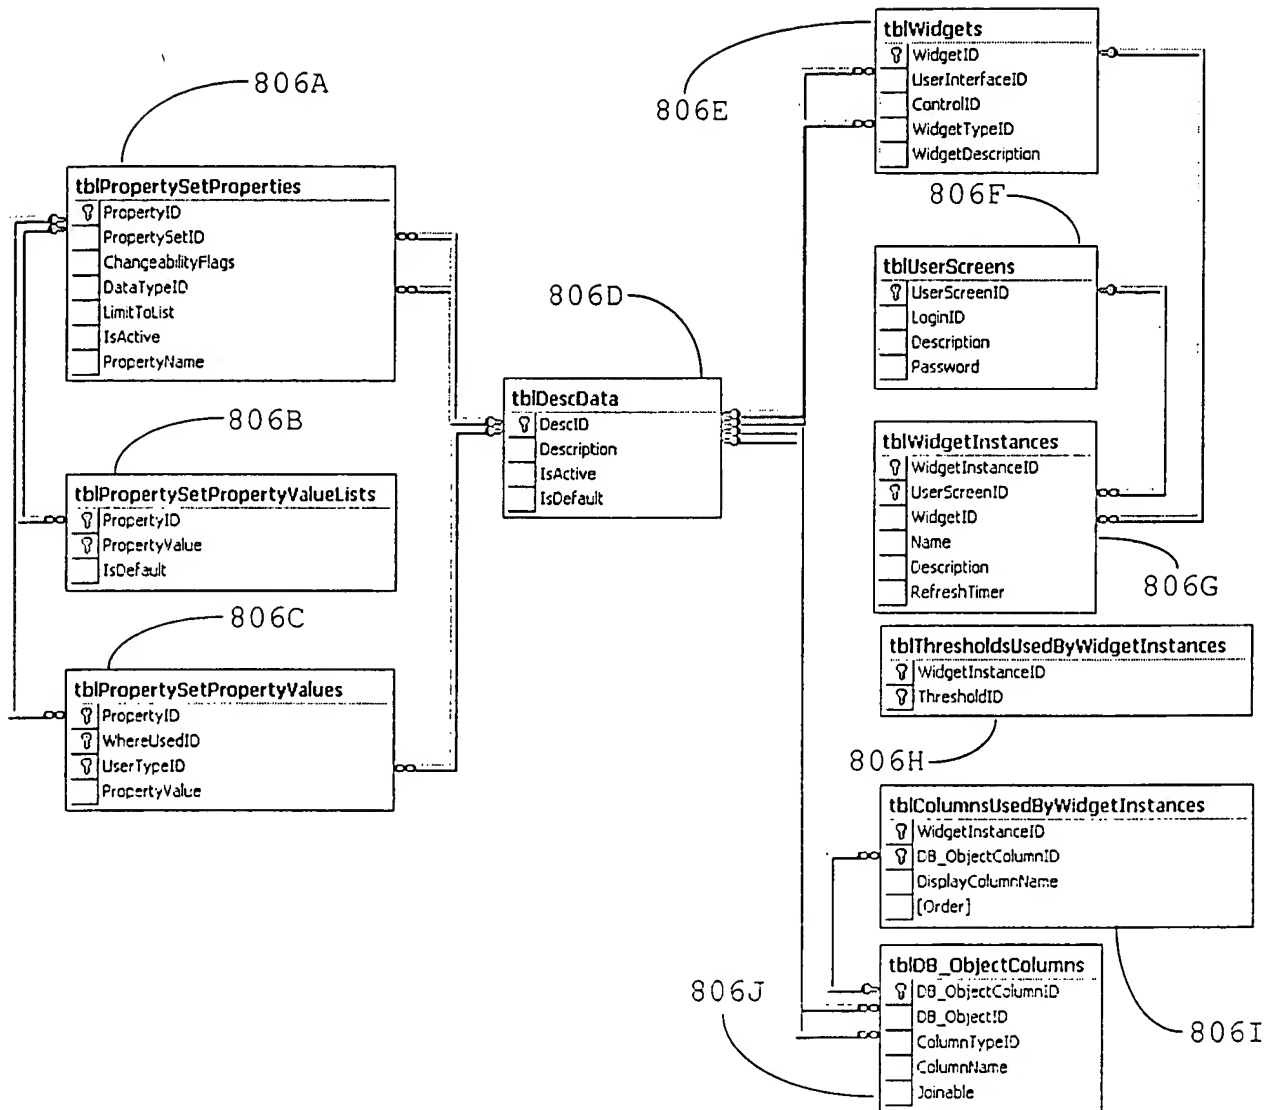 806A
tblPropertySetProperties
PropertyID
PropertySetID
ChangeabilityFlags
DataTypeID
LimitToList
IsActive
PropertyName
806B
tblPropertySetPropertyValueLists
PropertyID
PropertyValue
IsDefault
806C
tblPropertySetPropertyValues
PropertyID
WhereUsedID
UserTypeID
PropertyValue
806D
tblDescData
DescID
Description
IsActive
IsDefault
806E
tblWidgets
WidgetID
UserInterfaceID
ControlID
WidgetTypeID
WidgetDescription
806F
tblUserScreens
UserScreenID
LoginID
Description
Password
tblWidgetInstances
WidgetInstanceID
UserScreenID
WidgetID
Name
Description
RefreshTimer
806G
tblThresholdsUsedByWidgetInstances
WidgetInstanceID
ThresholdID
806H
tblColumnsUsedByWidgetInstances
WidgetInstanceID
DB_ObjectColumnID
DisplayColumnName
[Order]
806I
tblDB_ObjectColumns
DB_ObjectColumnID
DB_ObjectID
ColumnTypeID
ColumnName
Joinable
806J